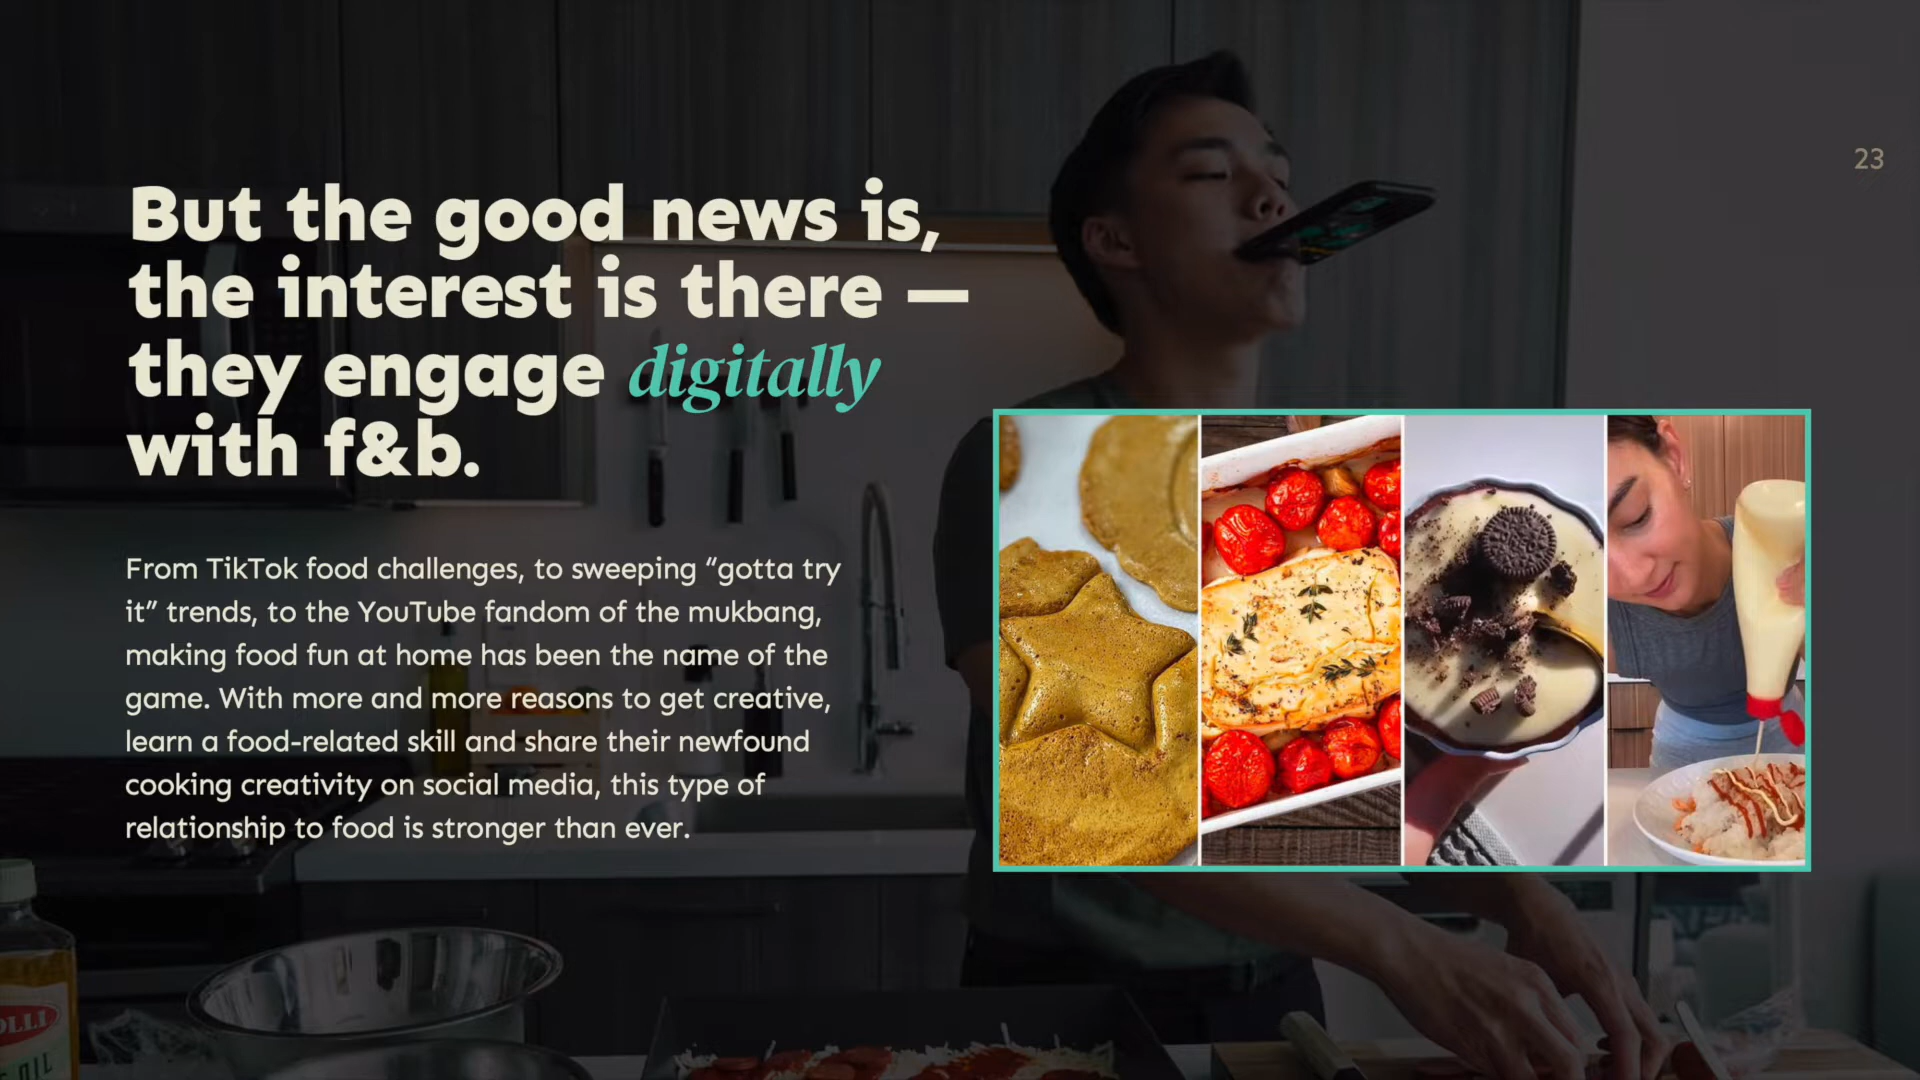 23
But the good news is,
the interest is there —
they engage digitally
with f&b.
From TikTok food challenges, to sweeping “gotta try
it” trends, to the YouTube fandom of the mukbang,
making food fun at home has been the name of the
game. With more and more reasons to get creative,
learn a food-related skill and share their newfound
cooking creativity on social media, this type of
relationship to food is stronger than ever.
OLLI
OIL